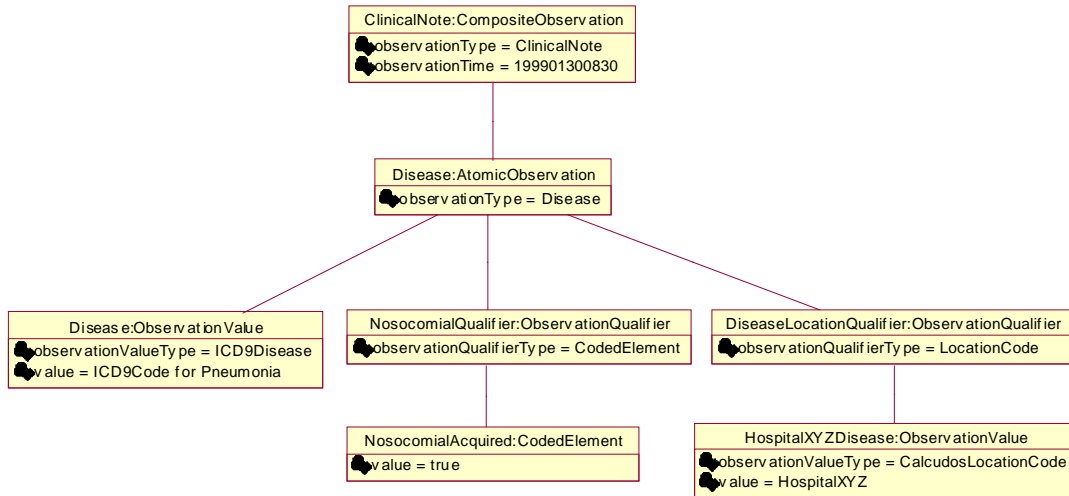 ClinicalNote:CompositeObservation
observationType = ClinicalNote
observationTime = 199901300830
Disease:AtomicObservation
observationType = Disease
Disease:ObservationValue
observationValueType = ICD9Disease
value = ICD9Code for Pneumonia
NosocomialQualifier:ObservationQualifier
observationQualifierType = CodedElement
DiseaseLocationQualifier:ObservationQualifier
observationQualifierType = LocationCode
NosocomialAcquired:CodedElement
value = true
HospitalXYZDisease:ObservationValue
observationValueType = CalcudosLocationCode
value = HospitalXYZ